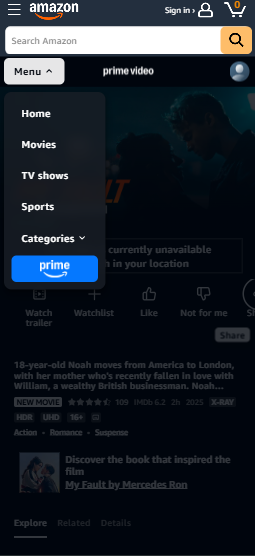 amazon
Sign in ›
0
Search Amazon
Menu
prime video
Home
Movies
TV shows
Sports
Categories
prime
LT
currently unavailable
in your location
Watch trailer
Watchlist
Like
Not for me
Share
18-year-old Noah moves from America to London,
with her mother who's recently fallen in love with
William, a wealthy British businessman. Noah...
NEW MOVIE 109 IMDb 6.2 2h 2025 X-RAY
HDR UHD 16+
Action • Romance • Suspense
Discover the book that inspired the
film
My Fault by Mercedes Ron
Explore Related Details